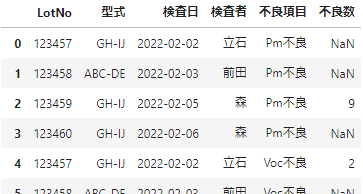 LotNo 型式 検査日 検査者 不良項目 不良数
0 123457 GH-IJ 2022-02-02 立石 Pm不良 NaN
1 123458 ABC-DE 2022-02-03 前田 Pm不良 NaN
2 123459 GH-IJ 2022-02-05 森 Pm不良 9
3 123460 GH-IJ 2022-02-06 森 Pm不良 NaN
4 123457 GH-IJ 2022-02-02 立石 Voc不良 2
5 123458 ABC-DE 2022-02-03 前田 Voc不良 NaN